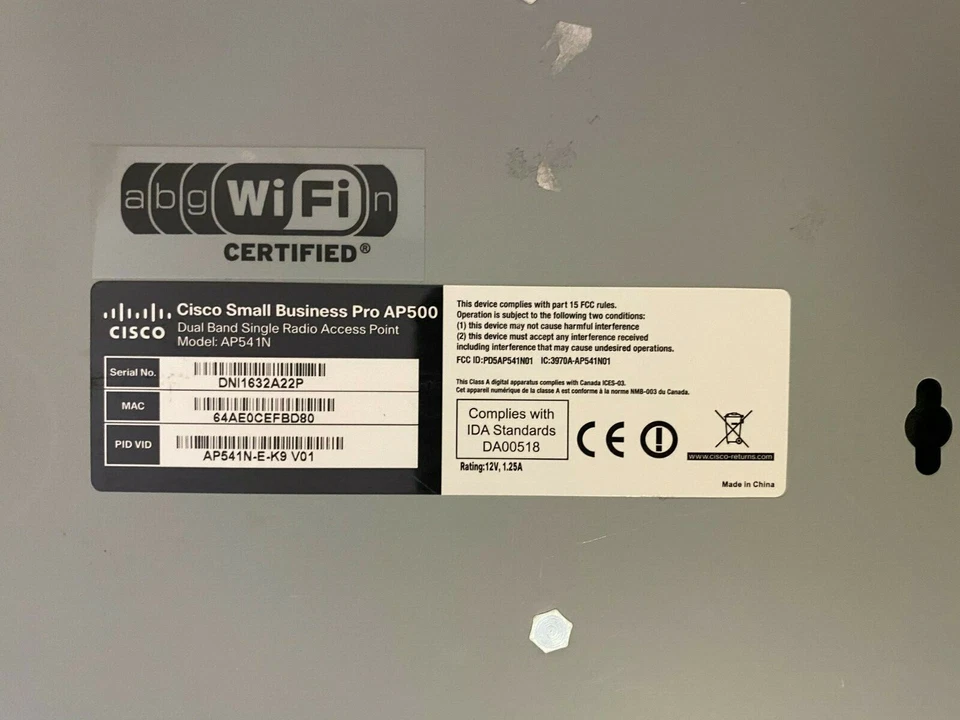 abg WiFi n
CERTIFIED®
CISCO
Cisco Small Business Pro AP500
Dual Band Single Radio Access Point
Model: AP541N
Serial No.
DNI1632A22P
MAC
64AE0CEFBD80
PID VID
AP541N-E-K9 V01
This device complies with part 15 FCC rules.
Operation is subject to the following two conditions:
(1) this device may not cause harmful interference
(2) this device must accept any interference received
including interference that may cause undesired operations.
FCC ID:PD5AP541N01 IC:3970A-AP541N01
This Class A digital apparatus complies with Canada ICES-03.
Cet appareil numérique de la classe A est conforme à la norme NMB-003 du Canada.
Complies with
IDA Standards
DA00518
CE
www.cisco-returns.com
Rating:12V, 1.25A
Made in China